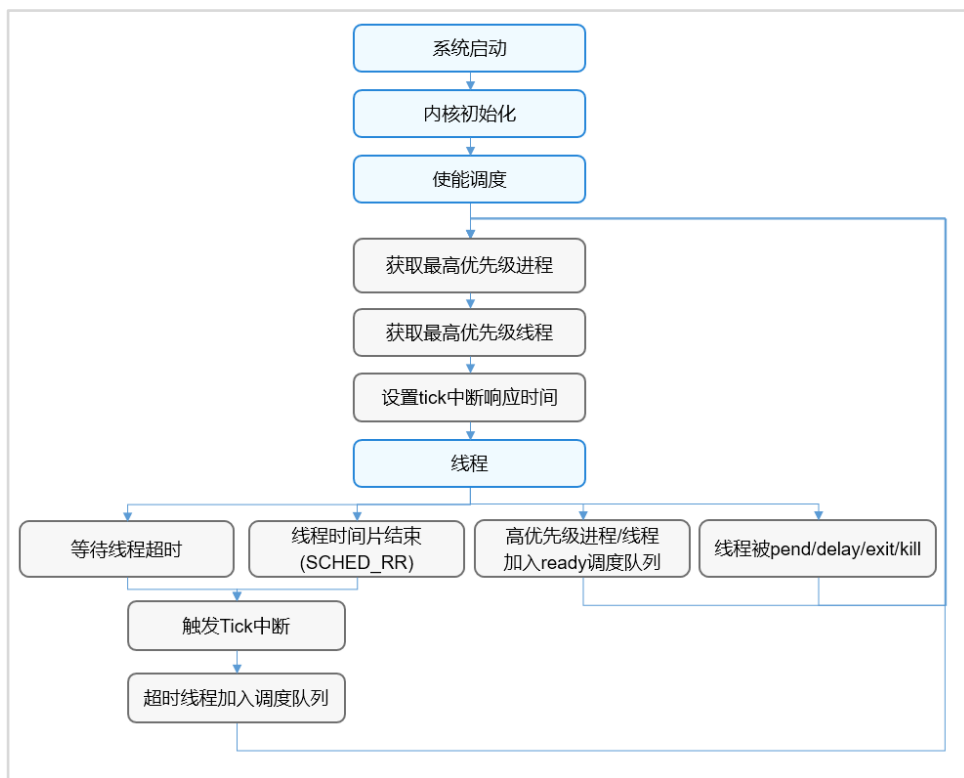 系统启动
内核初始化
使能调度
获取最高优先级进程
获取最高优先级线程
设置tick中断响应时间
线程
等待线程超时
线程时间片结束
(SCHED_RR)
高优先级进程/线程
加入ready调度队列
线程被pend/delay/exit/kill
触发Tick中断
超时线程加入调度队列